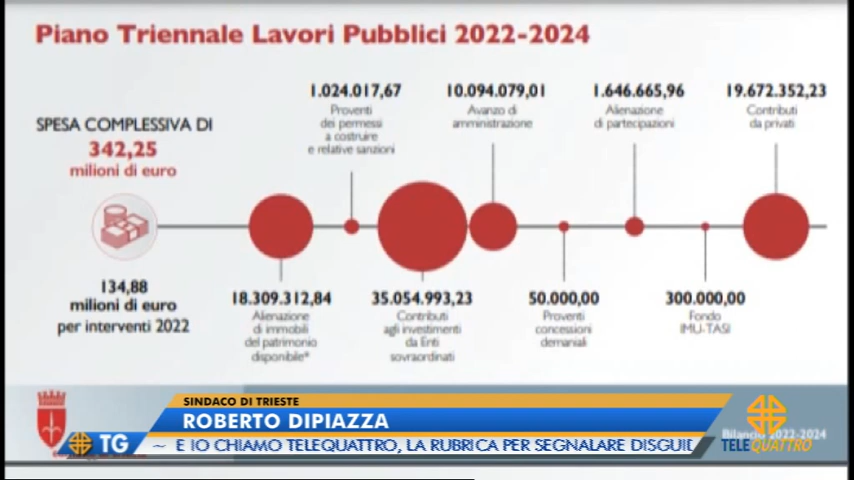 Piano Triennale Lavori Pubblici 2022-2024
SPESA COMPLESSIVA DI
342,25
milioni di euro
134,88
milioni di euro
per interventi 2022
1.024.017,67
Proventi
dei permessi
a costruire
e relative sanzioni
10.094.079,01
Avanzo di
amministrazione
1.646.665,96
Alienazione
di partecipazioni
19.672.352,23
Contributi
da privati
18.309.312,84
Alienazione
di immobili
del patrimonio
disponibile*
35.054.993,23
Contributi
agli investimenti
da Enti
sovraordinati
50.000,00
Proventi
concessioni
demaniali
300.000,00
Fondo
IMU-TASI
SINDACO DI TRIESTE
ROBERTO DIPIAZZA
TG
~ E IO CHIAMO TELEQUATTRO, LA RUBRICA PER SEGNALARE DISGUI
Bilancio 2022-2024
TELEQUATTRO